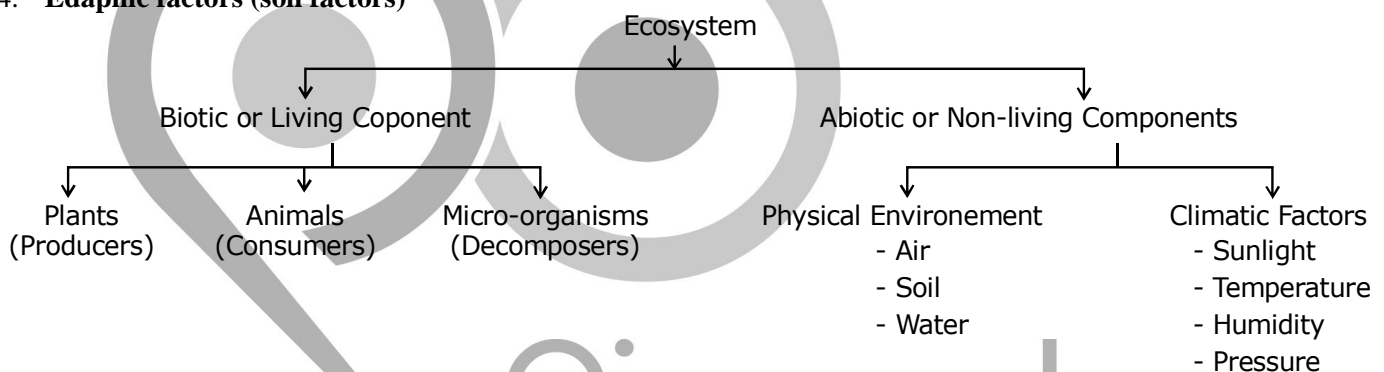 4. Edaphic factors (soil factors)
Ecosystem
Biotic or Living Coponent
Abiotic or Non-living Components
Plants
(Producers)
Animals
(Consumers)
Micro-organisms
(Decomposers)
Physical Environement
- Air
- Soil
- Water
Climatic Factors
- Sunlight
- Temperature
- Humidity
- Pressure